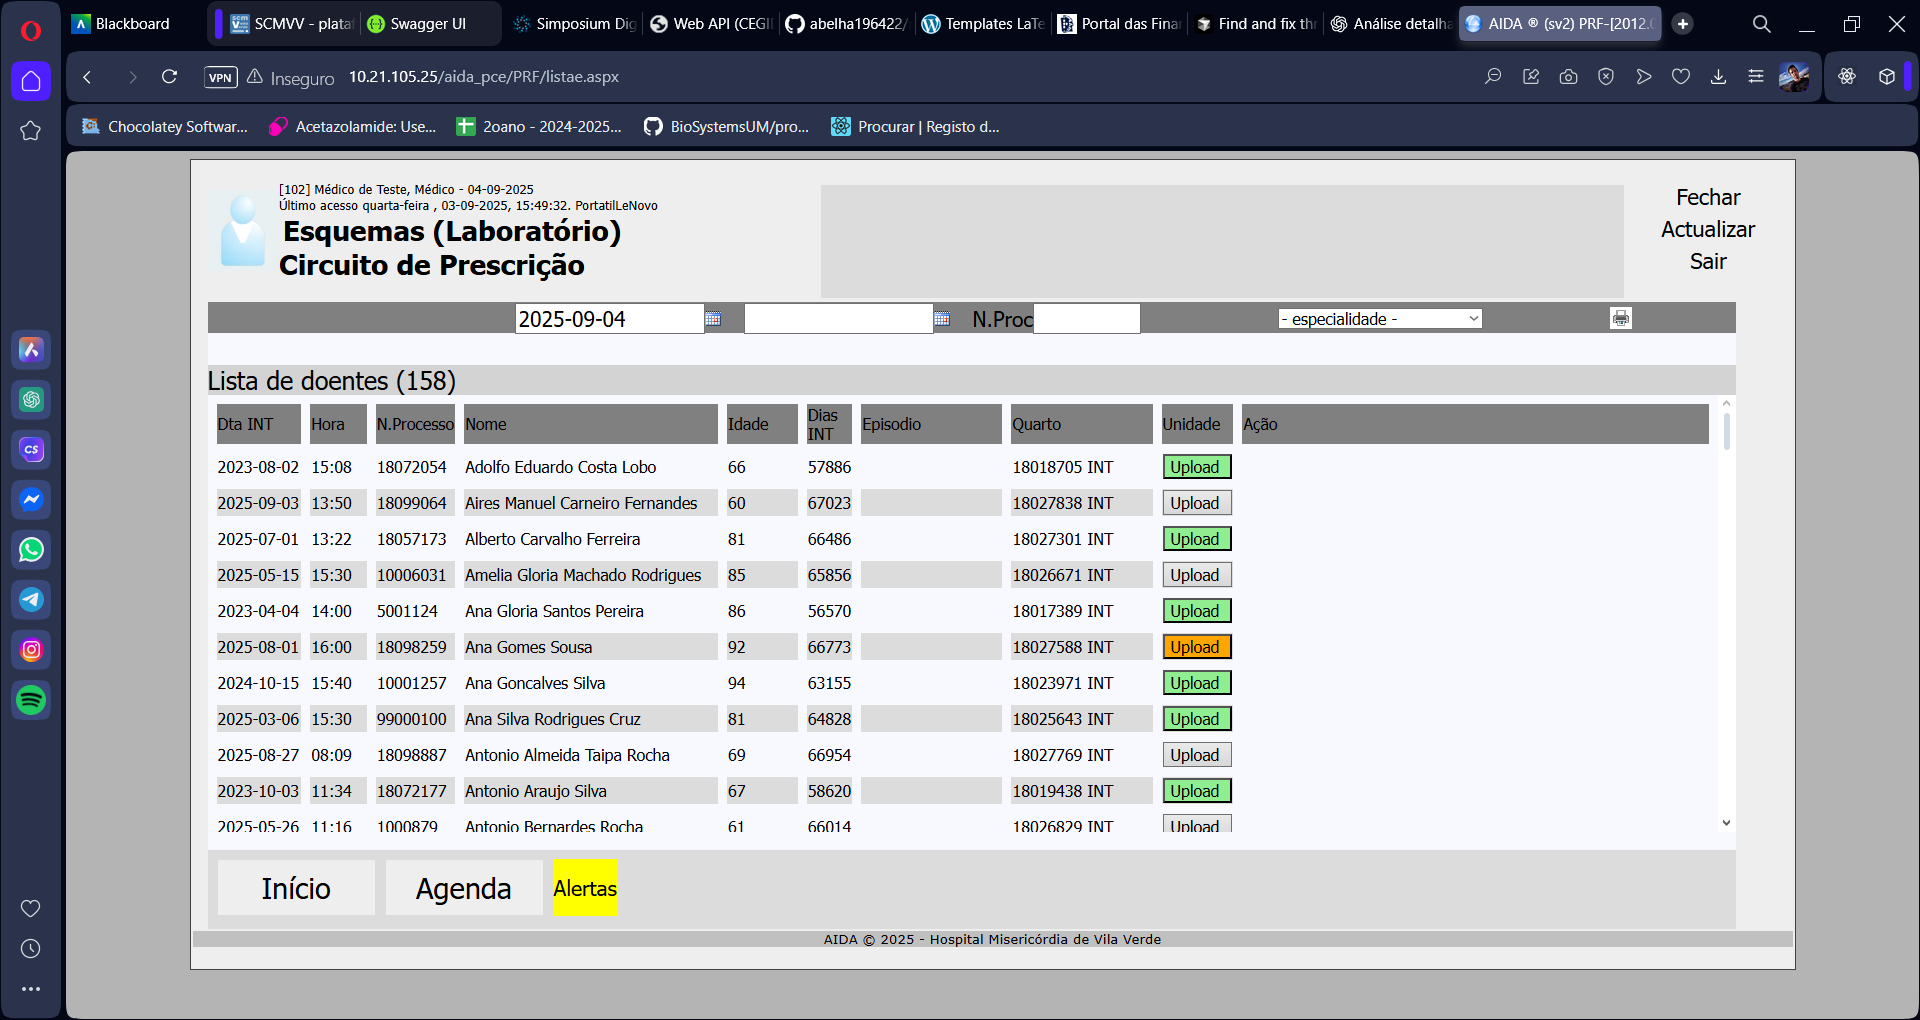 Blackboard
SCMVV - plata
Swagger UI
Simposium Dig
Web API (CEGI
abelha196422/
Templates LaTe
Portal das Finan
Find and fix thr
Análise detalha
AIDA ® (sv2) PRF-[2012.0
VPN
Inseguro
10.21.105.25/aida_pce/PRF/listae.aspx
Chocolatey Softwar...
Acetazolamide: Use...
2oano - 2024-2025...
BioSystemsUM/pro...
Procurar | Registo d...
[102] Médico de Teste, Médico - 04-09-2025
Último acesso quarta-feira , 03-09-2025, 15:49:32. PortatilLeNovo
Esquemas (Laboratório)
Circuito de Prescrição
Fechar
Actualizar
Sair
2025-09-04
N.Proc
- especialidade -
Lista de doentes (158)
Dta INT Hora N.Processo Nome Idade Dias INT Episodio Quarto Unidade Ação
2023-08-02 15:08 18072054 Adolfo Eduardo Costa Lobo 66 57886 18018705 INT Upload
2025-09-03 13:50 18099064 Aires Manuel Carneiro Fernandes 60 67023 18027838 INT Upload
2025-07-01 13:22 18057173 Alberto Carvalho Ferreira 81 66486 18027301 INT Upload
2025-05-15 15:30 10006031 Amelia Gloria Machado Rodrigues 85 65856 18026671 INT Upload
2023-04-04 14:00 5001124 Ana Gloria Santos Pereira 86 56570 18017389 INT Upload
2025-08-01 16:00 18098259 Ana Gomes Sousa 92 66773 18027588 INT Upload
2024-10-15 15:40 10001257 Ana Goncalves Silva 94 63155 18023971 INT Upload
2025-03-06 15:30 99000100 Ana Silva Rodrigues Cruz 81 64828 18025643 INT Upload
2025-08-27 08:09 18098887 Antonio Almeida Taipa Rocha 69 66954 18027769 INT Upload
2023-10-03 11:34 18072177 Antonio Araujo Silva 67 58620 18019438 INT Upload
2025-05-26 11:16 1000879 Antonio Bernardes Rocha 61 66014 18026829 INT Upload
Início
Agenda
Alertas
AIDA © 2025 - Hospital Misericórdia de Vila Verde